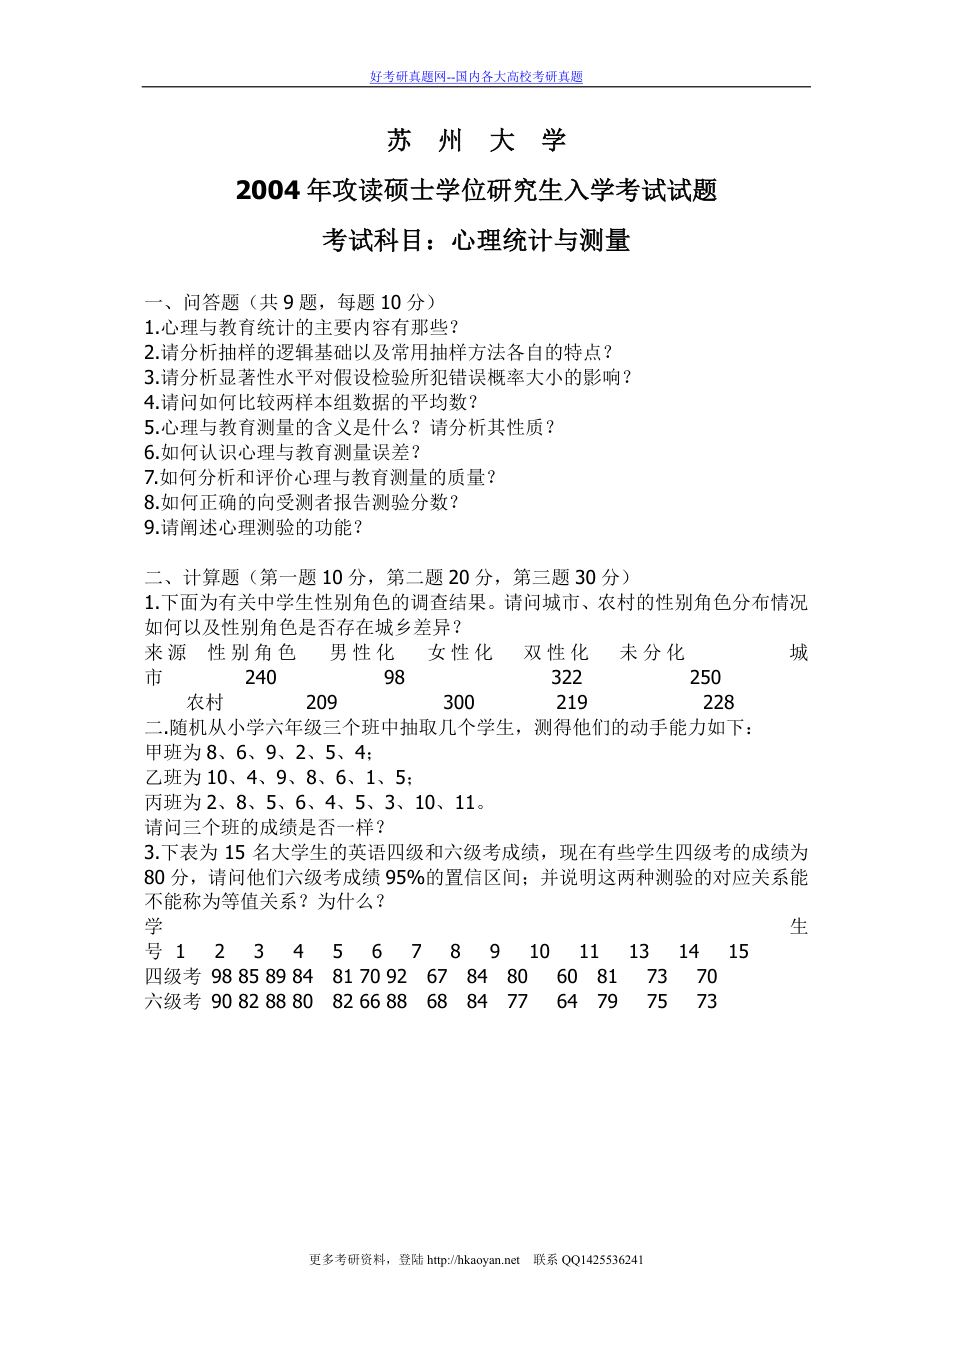 好考研真题网--国内各大高校考研真题
苏 州 大 学
2004 年攻读硕士学位研究生入学考试试题
考试科目：心理统计与测量
一、问答题（共 9 题，每题 10 分）
1.心理与教育统计的主要内容有那些？
2.请分析抽样的逻辑基础以及常用抽样方法各自的特点？
3.请分析显著性水平对假设检验所犯错误概率大小的影响？
4.请问如何比较两样本组数据的平均数？
5.心理与教育测量的含义是什么？请分析其性质？
6.如何认识心理与教育测量误差？
7.如何分析和评价心理与教育测量的质量？
8.如何正确的向受测者报告测验分数？
9.请阐述心理测验的功能？
二、计算题（第一题 10 分，第二题 20 分，第三题 30 分）
1.下面为有关中学生性别角色的调查结果。请问城市、农村的性别角色分布情况
如何以及性别角色是否存在城乡差异？
来 源 性 别 角 色 男 性 化 女 性 化 双 性 化 未 分 化 城
市 240 98 322 250
农村 209 300 219 228
二.随机从小学六年级三个班中抽取几个学生，测得他们的动手能力如下：
甲班为 8、6、9、2、5、4；
乙班为 10、4、9、8、6、1、5；
丙班为 2、8、5、6、4、5、3、10、11。
请问三个班的成绩是否一样？
3.下表为 15 名大学生的英语四级和六级考成绩，现在有些学生四级考的成绩为
80 分，请问他们六级考成绩 95%的置信区间；并说明这两种测验的对应关系能
不能称为等值关系？为什么？
学 生
号 1 2 3 4 5 6 7 8 9 10 11 13 14 15
四级考 98 85 89 84 81 70 92 67 84 80 60 81 73 70
六级考 90 82 88 80 82 66 88 68 84 77 64 79 75 73
更多考研资料，登陆 http://hkaoyan.net 联系 QQ1425536241